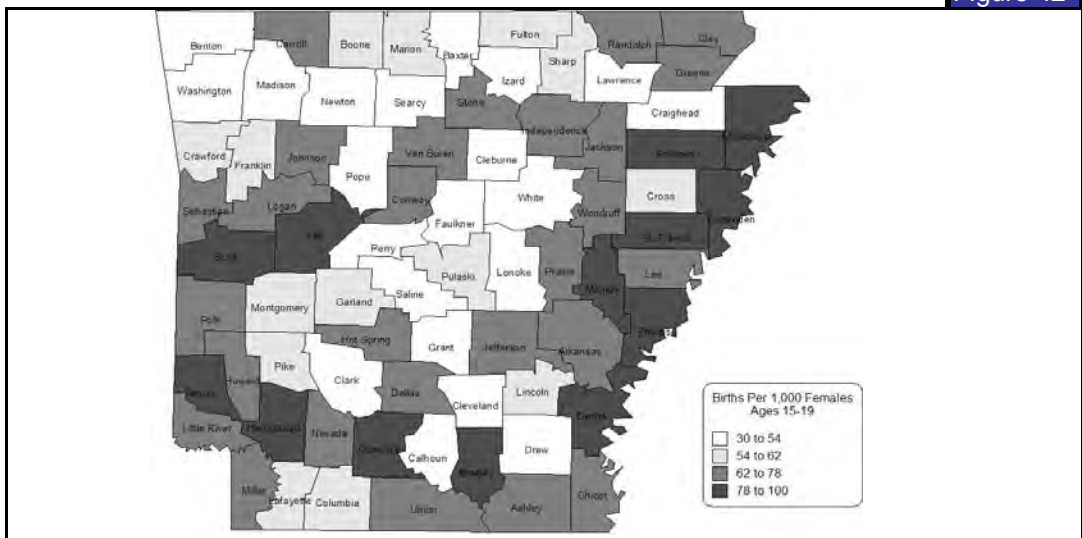 Benton
Carroll
Boone
Marion
Baxter
Fulton
Randolph
Clay
Sharp
Greene
Washington
Madison
Newton
Searcy
Stone
Izard
Lawrence
Craighead
Independence
Jackson
Crawford
Franklin
Johnson
Pope
Van Buren
Cleburne
White
Woodruff
Cross
Sebastian
Logan
Conway
Faulkner
Perry
Pulaski
Lonoke
Prairie
Lee
Saline
Montgomery
Garland
Polk
Hot Spring
Grant
Jefferson
Arkansas
Pike
Clark
Dallas
Cleveland
Lincoln
Howard
Little River
Nevada
Calhoun
Drew
Miller
Lafayette
Columbia
Union
Ashley
Chicot
Births Per 1,000 Females
Ages 15-19
30 to 54
54 to 62
62 to 78
78 to 100